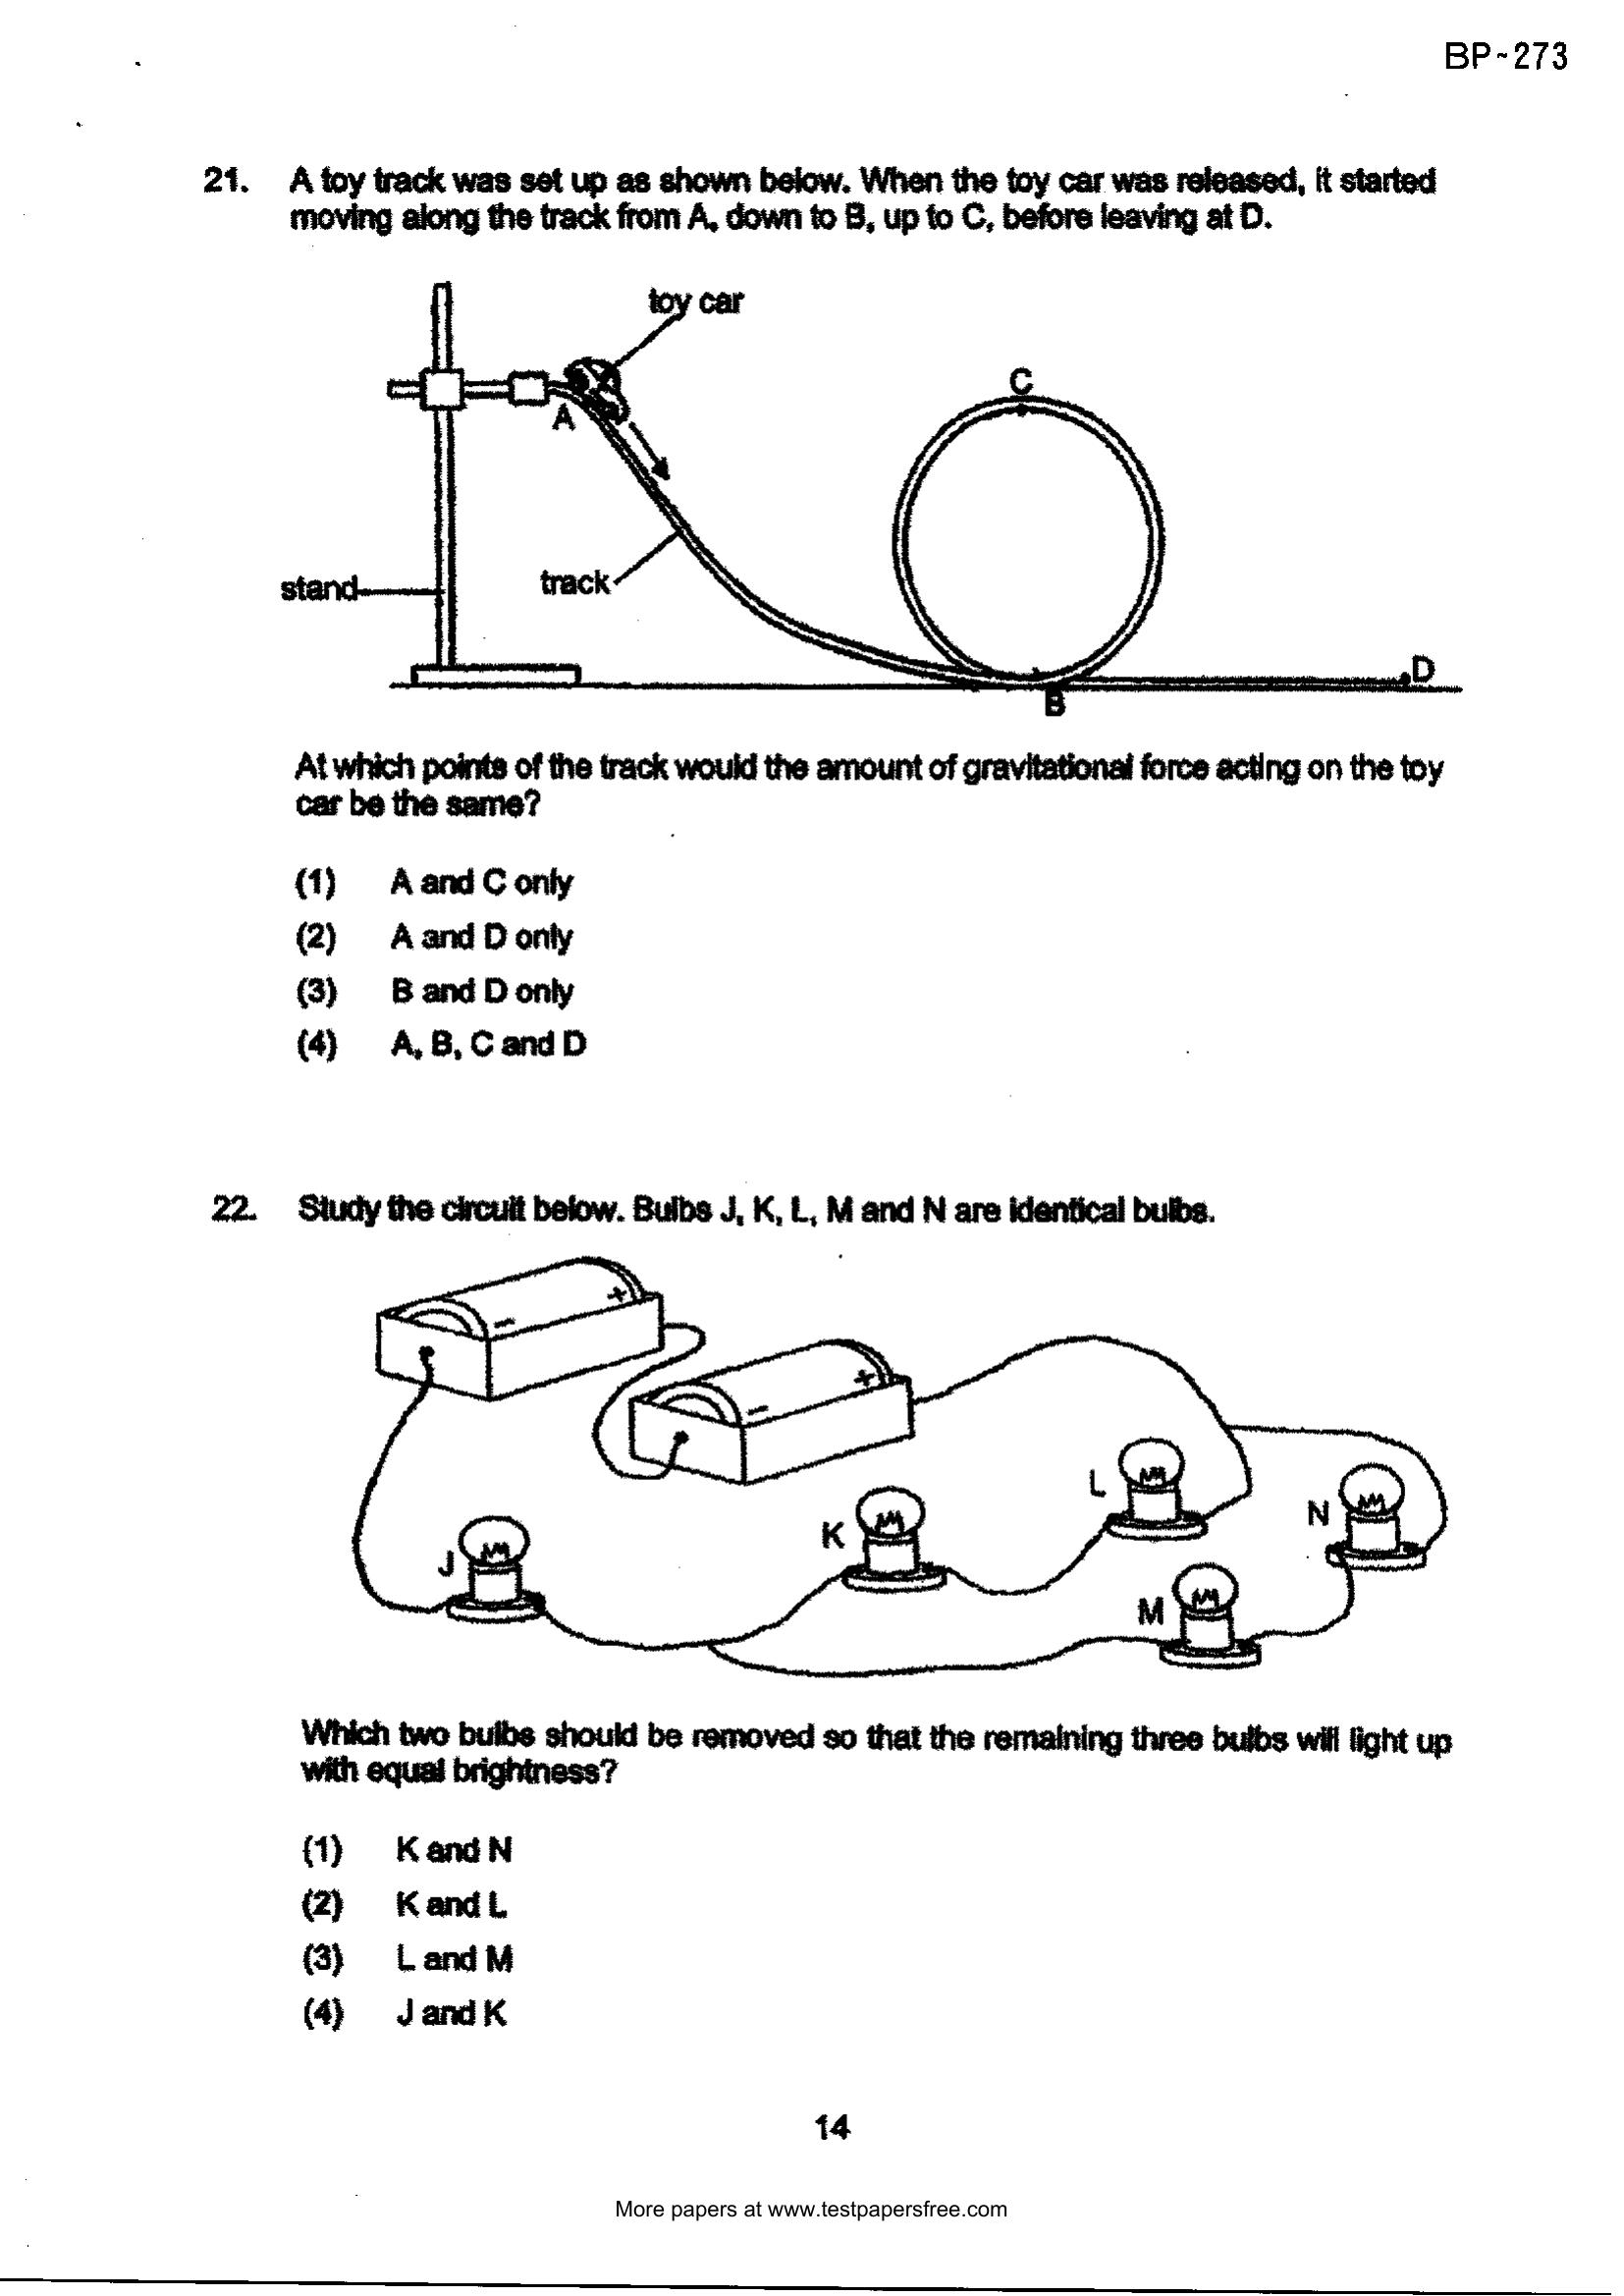 BP-273
21. A toy track was set up as shown below. When the toy car was released, it started
moving along the track from A, down to B, up to C, before leaving at D.
toy car
C
A
stand
track
D
B
At which points of the track would the amount of gravitational force acting on the toy
car be the same?
(1) A and C only
(2) A and D only
(3) B and D only
(4) A, B, C and D
22. Study the circuit below. Bulbs J, K, L, M and N are identical bulbs.
+
-
+
-
L
N
K
J
M
Which two bulbs should be removed so that the remaining three bulbs will light up
with equal brightness?
(1) K and N
(2) K and L
(3) L and M
(4) J and K
14
More papers at www.testpapersfree.com